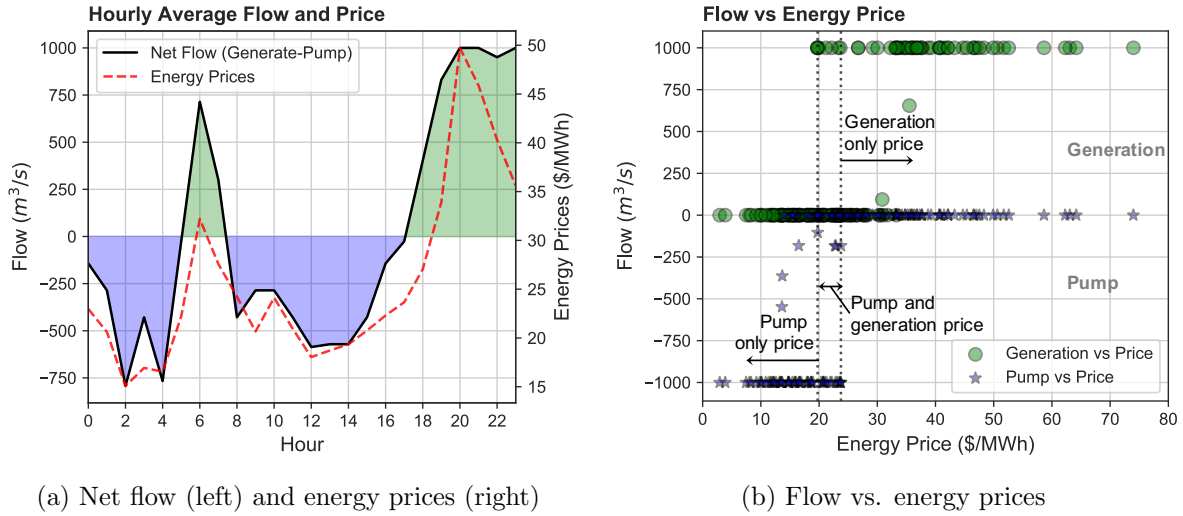 Hourly Average Flow and Price
Net Flow (Generate-Pump)
Energy Prices
Flow (m³/s)
1000
750
500
250
0
−250
−500
−750
0 2 4 6 8 10 12 14 16 18 20 22
Hour
50
45
40
35
30
25
20
15
Energy Prices ($/MWh)
(a) Net flow (left) and energy prices (right)
Flow vs Energy Price
Flow (m³/s)
1000
750
500
250
0
−250
−500
−750
−1000
Generation
only price
Generation
Pump
Pump and
generation price
Pump
only price
Generation vs Price
Pump vs Price
0 10 20 30 40 50 60 70 80
Energy Price ($/MWh)
(b) Flow vs. energy prices